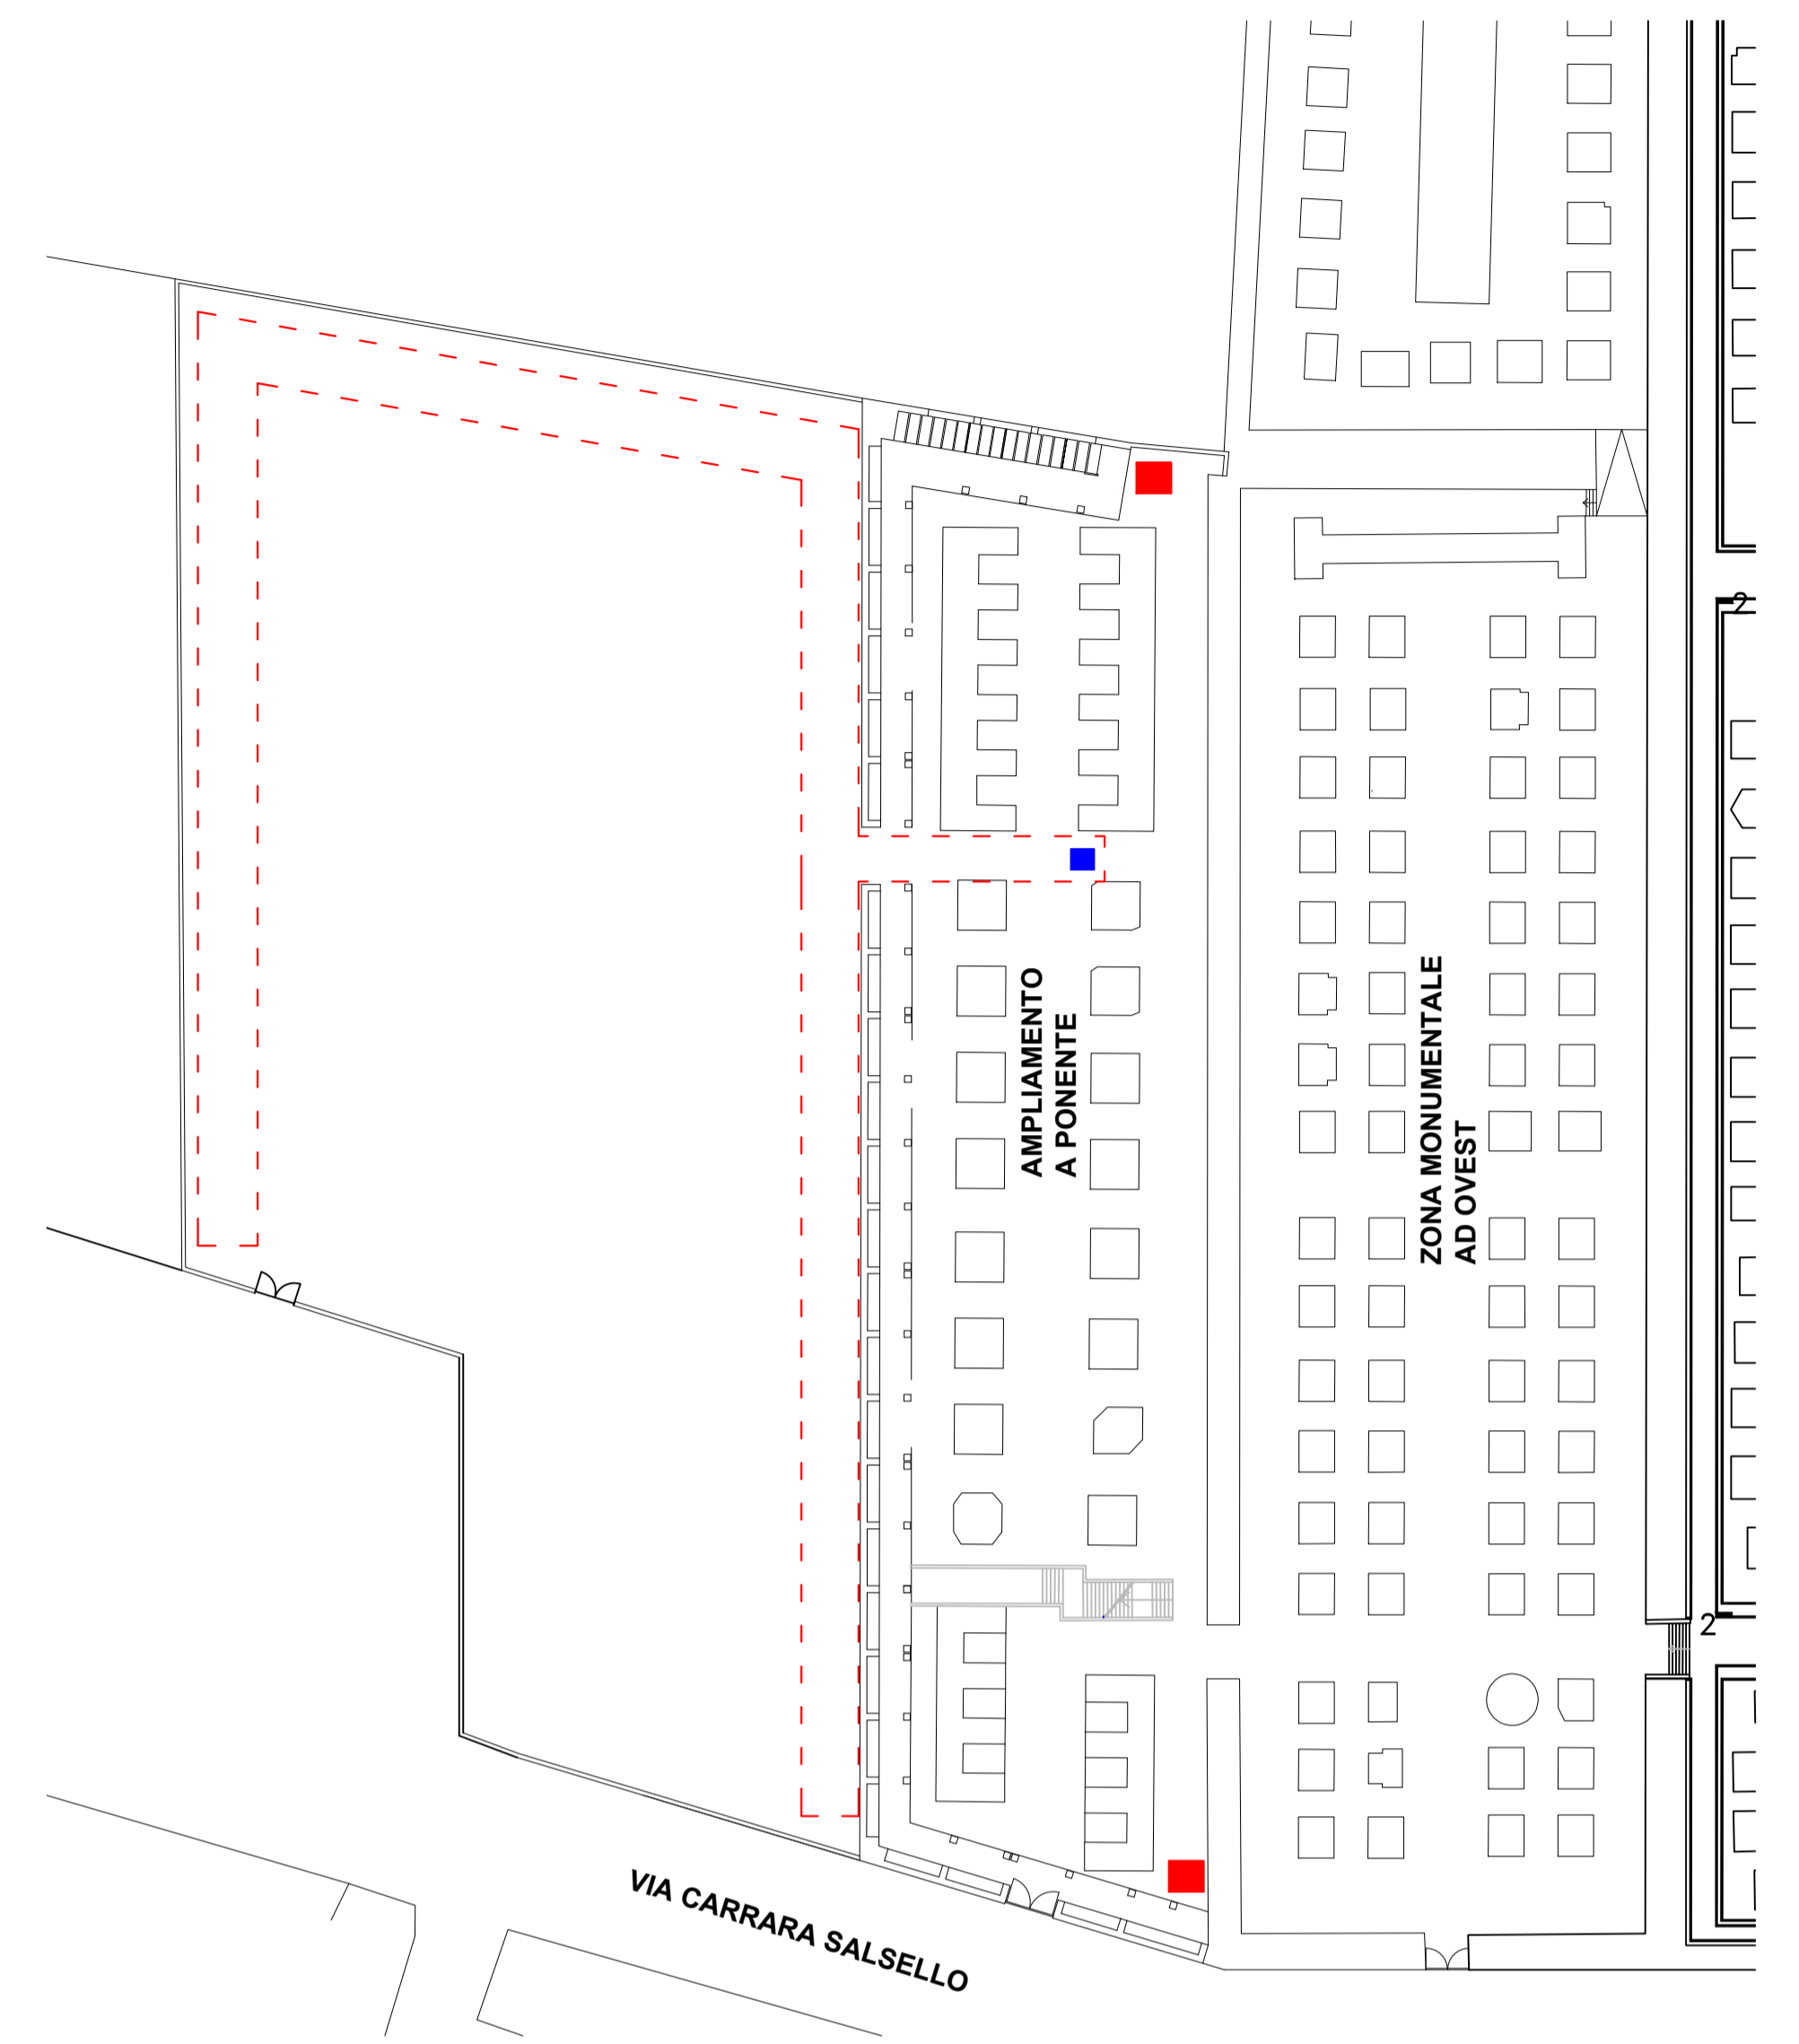 2
AMPLIAMENTO
A PONENTE
ZONA MONUMENTALE
AD OVEST
2
VIA CARRARA SALSELLO